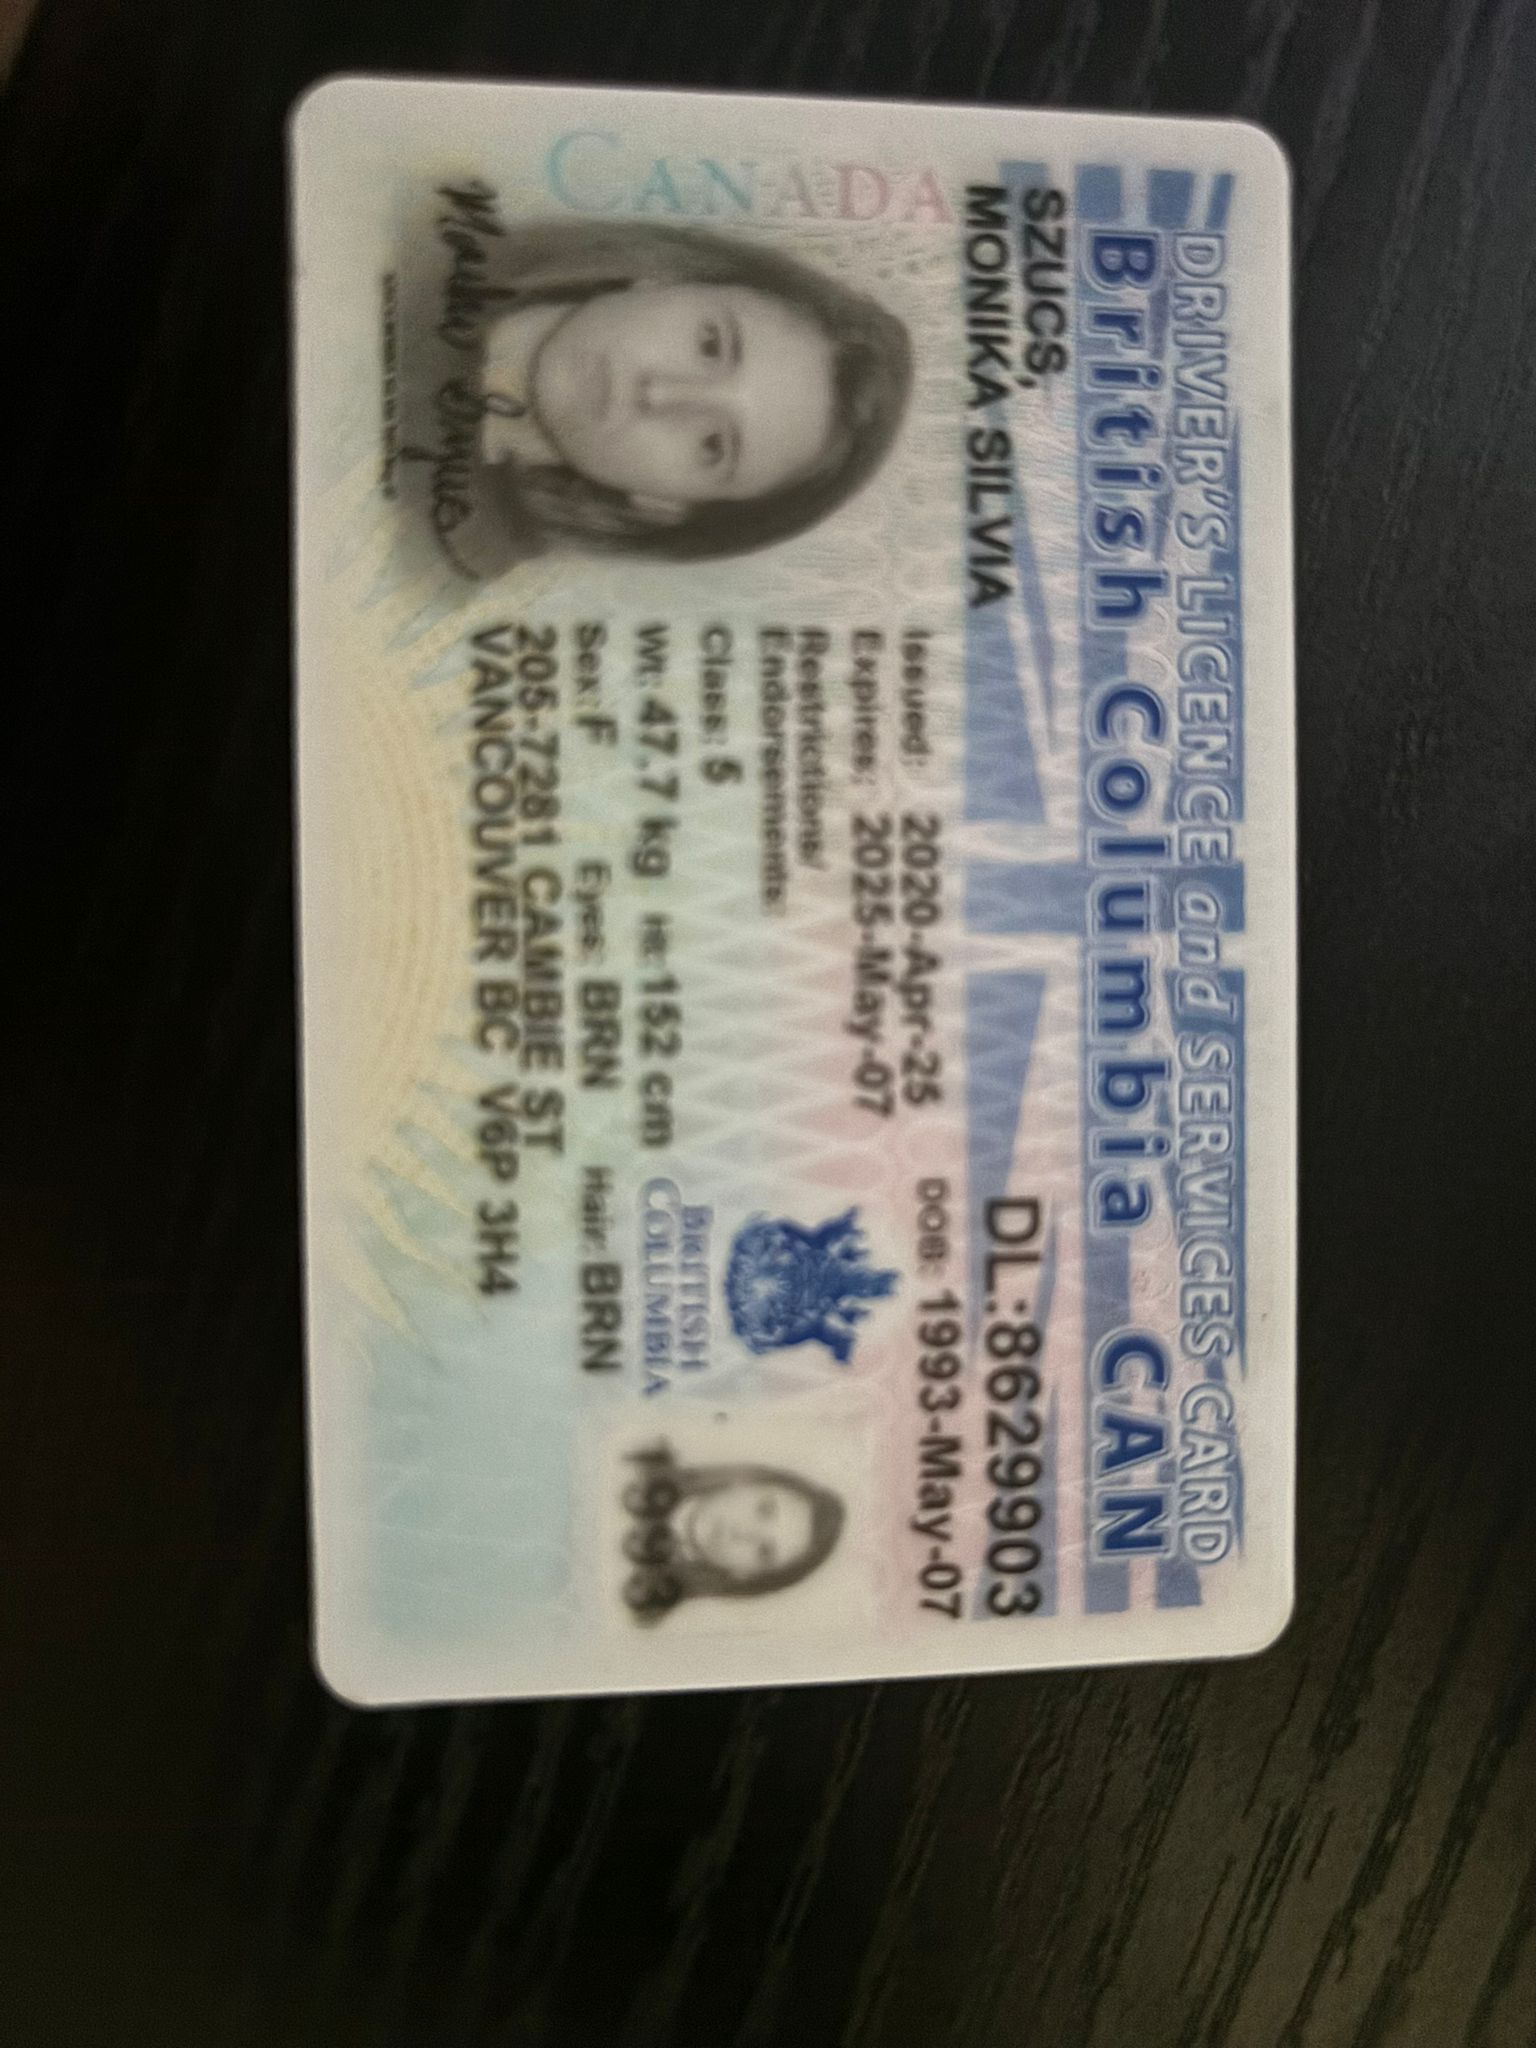 DRIVER'S LICENCE and SERVICES CARD
British Columbia CAN
SZUCS,
MONIKA SILVIA
DL:86299903
CANADA
Issued: 2020-Apr-25
DOB: 1993-May-07
Expires: 2025-May-07
Restrictions/
Endorsements:
Class: 5
Wt: 47.7 kg Ht: 152 cm
Sex: F Eyes: BRN Hair: BRN
205-7281 CAMBIE ST
VANCOUVER BC V6P 3H4
BRITISH
COLUMBIA
1993